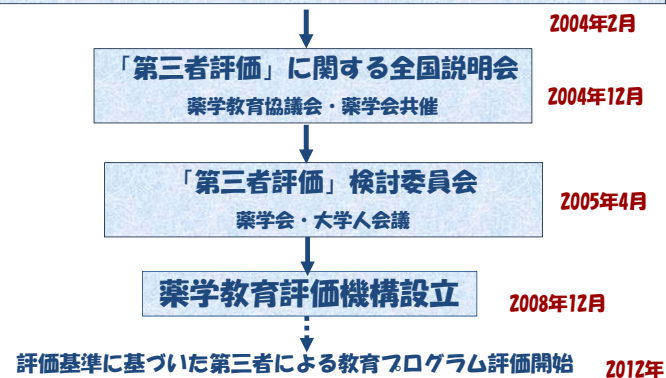 2004年2月
「第三者評価」に関する全国説明会
薬学教育協議会・薬学会共催
2004年12月
「第三者評価」検討委員会
薬学会・大学人会議
2005年4月
薬学教育評価機構設立
2008年12月
評価基準に基づいた第三者による教育プログラム評価開始
2012年